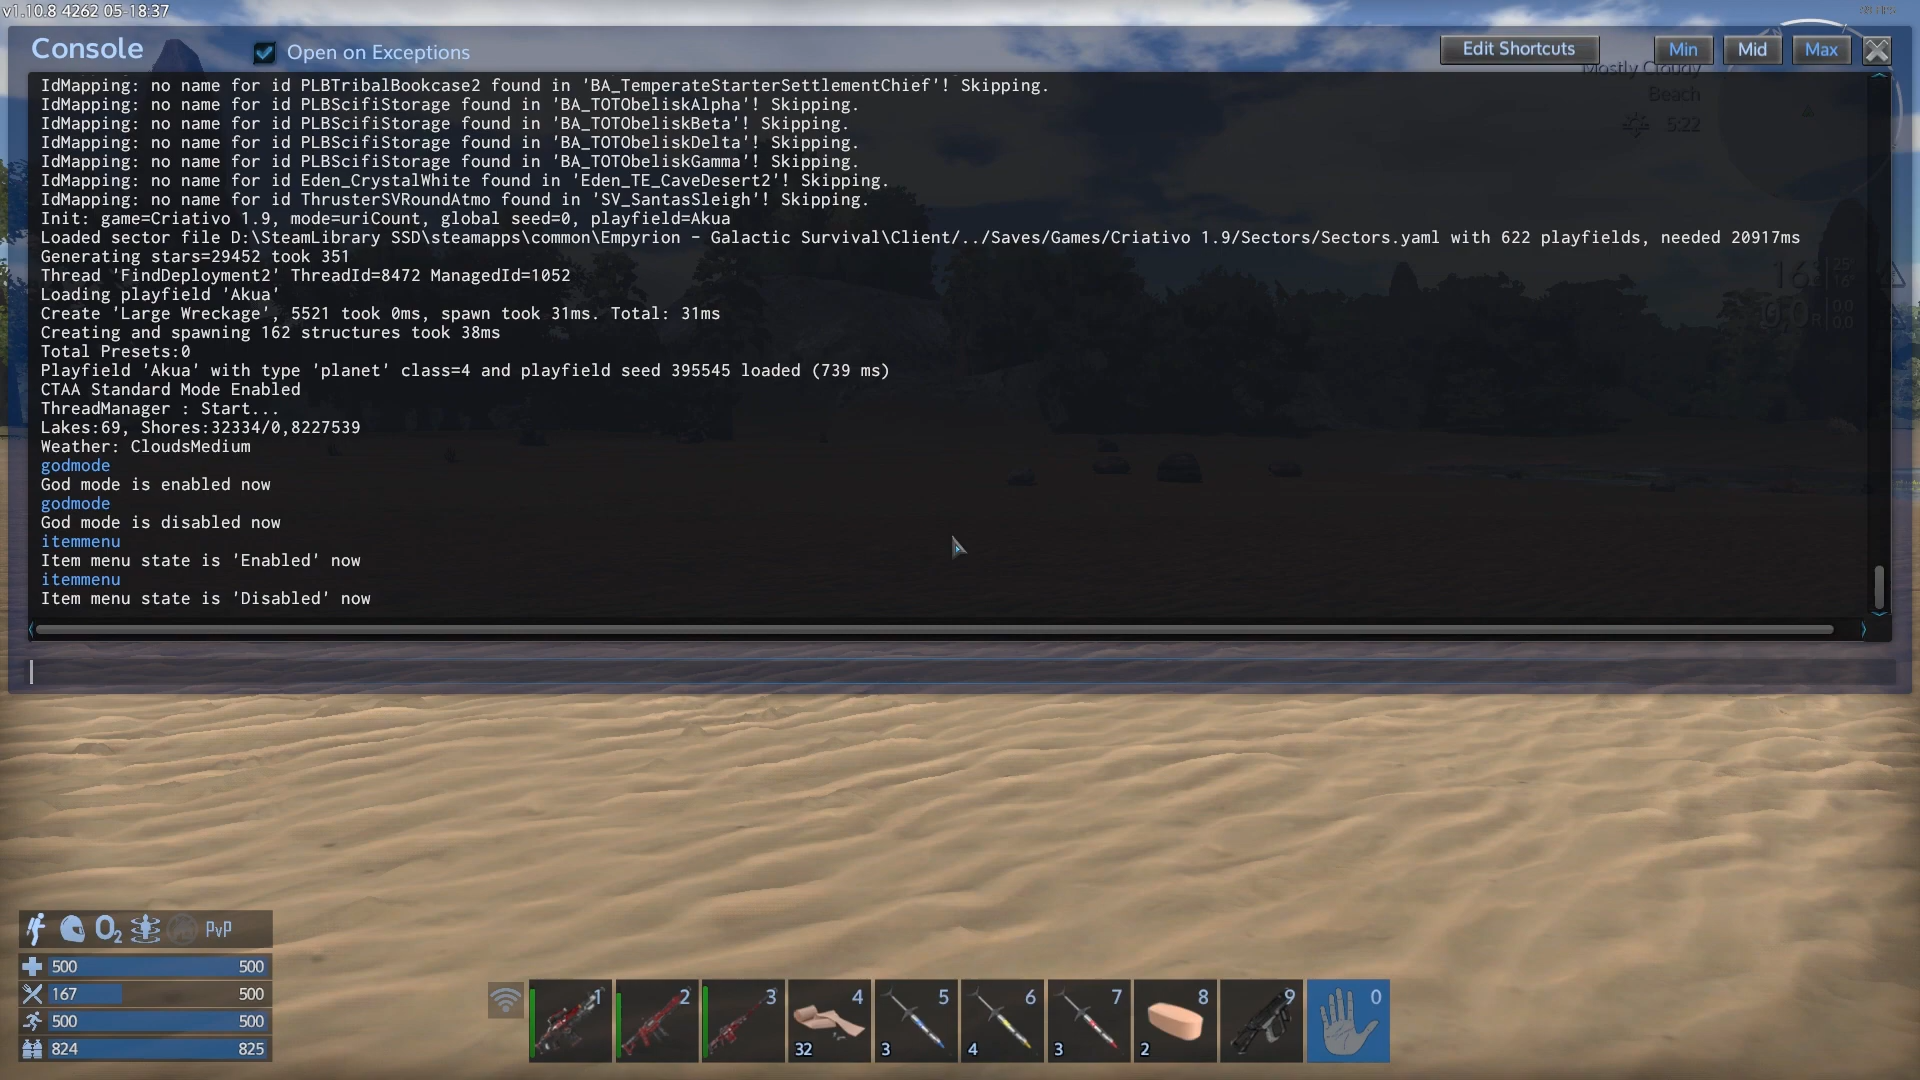 v1.10.8 4262 05-18:37
Console
Open on Exceptions
Edit Shortcuts
Min
Mid
Max
Mostly Cloudy
Beach
5:22
IdMapping: no name for id PLBTribalBookcase2 found in 'BA_TemperateStarterSettlementChief'! Skipping.
IdMapping: no name for id PLBScifiStorage found in 'BA_TOTObeliskAlpha'! Skipping.
IdMapping: no name for id PLBScifiStorage found in 'BA_TOTObeliskBeta'! Skipping.
IdMapping: no name for id PLBScifiStorage found in 'BA_TOTObeliskDelta'! Skipping.
IdMapping: no name for id PLBScifiStorage found in 'BA_TOTObeliskGamma'! Skipping.
IdMapping: no name for id Eden_CrystalWhite found in 'Eden_TE_CaveDesert2'! Skipping.
IdMapping: no name for id ThrusterSVRoundAtmo found in 'SV_SantasSleigh'! Skipping.
Init: game=Criativo 1.9, mode=uriCount, global seed=0, playfield=Akua
Loaded sector file D:\SteamLibrary SSD\steamapps\common\Empyrion - Galactic Survival\Client/../Saves/Games/Criativo 1.9/Sectors/Sectors.yaml with 622 playfields, needed 20917ms
Generating stars=29452 took 351
Thread 'FindDeployment2' ThreadId=8472 ManagedId=1052
Loading playfield 'Akua'
Create 'Large Wreckage', 5521 took 0ms, spawn took 31ms. Total: 31ms
Creating and spawning 162 structures took 38ms
Total Presets:0
Playfield 'Akua' with type 'planet' class=4 and playfield seed 395545 loaded (739 ms)
CTAA Standard Mode Enabled
ThreadManager : Start...
Lakes:69, Shores:32334/0,8227539
Weather: CloudsMedium
godmode
God mode is enabled now
godmode
God mode is disabled now
itemmenu
Item menu state is 'Enabled' now
itemmenu
Item menu state is 'Disabled' now
O2 PvP
500 500
167 500
500 500
824 825
1 2 3 4 5 6 7 8 9 0
32 3 4 3 2